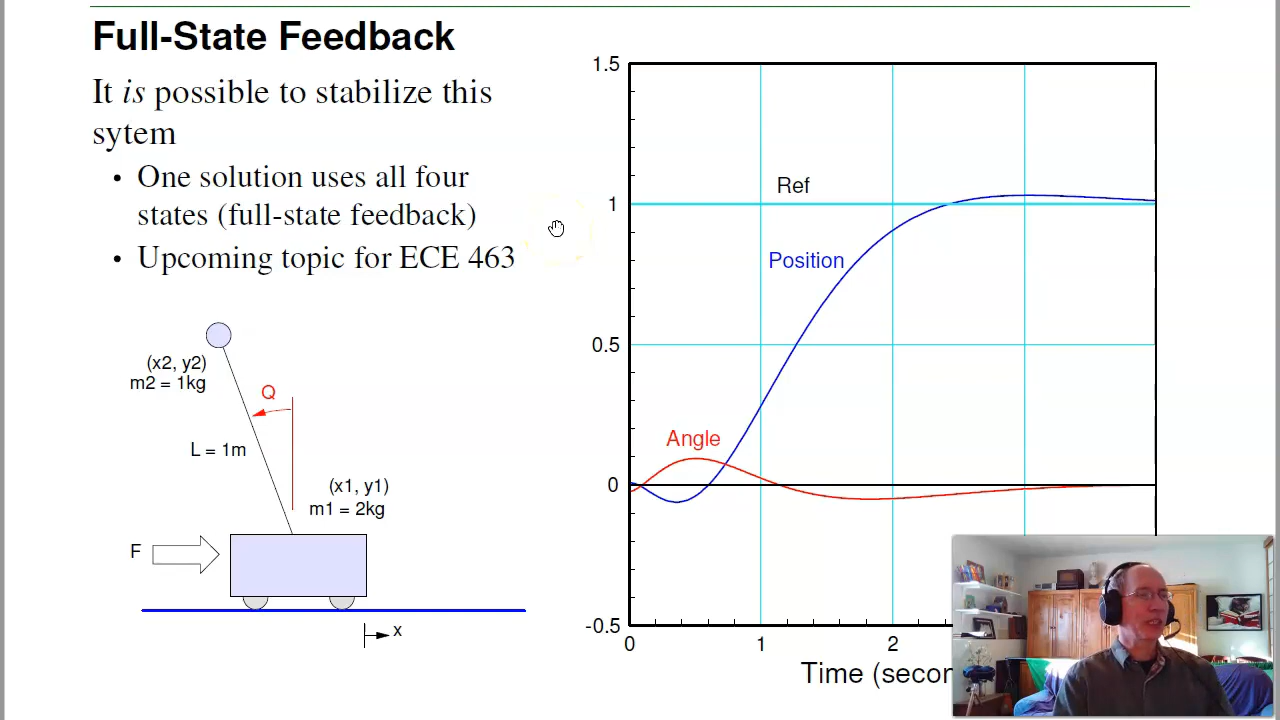 Full-State Feedback
It is possible to stabilize this
sytem
• One solution uses all four
states (full-state feedback)
• Upcoming topic for ECE 463
(x2, y2)
m2 = 1kg
Q
L = 1m
(x1, y1)
m1 = 2kg
F
x
1.5
Ref
1
Position
0.5
Angle
0
-0.5
0 1 2
Time (secon